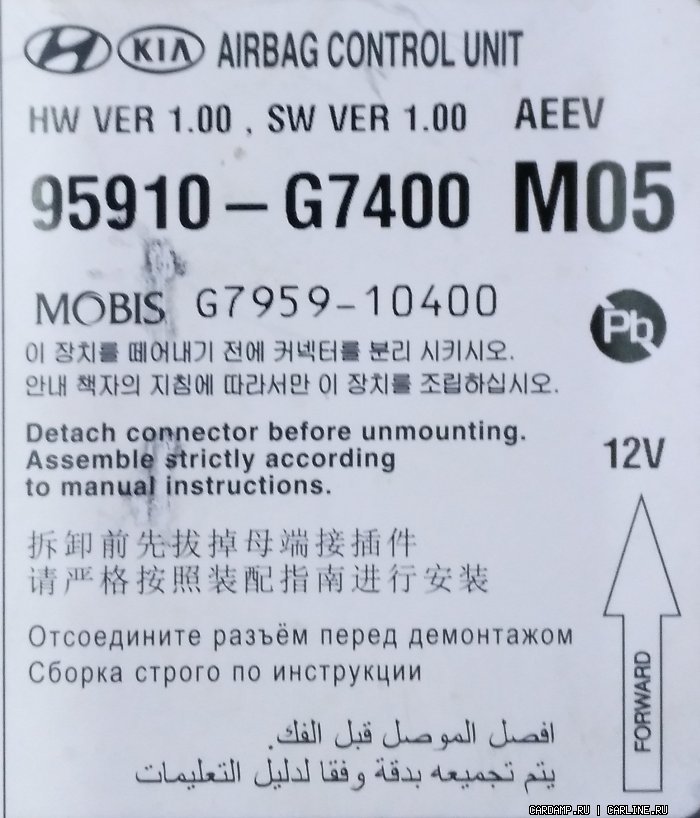 KIA AIRBAG CONTROL UNIT
HW VER 1.00 , SW VER 1.00 AEEV
95910-G7400 M05
MOBIS G7959-10400
Pb
이 장치를 떼어내기 전에 커넥터를 분리 시키시오.
안내 책자의 지침에 따라서만 이 장치를 조립하십시오.
Detach connector before unmounting.
Assemble strictly according
to manual instructions.
12V
拆卸前先拔掉母端接插件
请严格按照装配指南进行安装
Отсоедините разъём перед демонтажом
Сборка строго по инструкции
FORWARD
افصل الموصل قبل الفك.
يتم تجميعه بدقة وفقا لدليل التعليمات
CARDAMP.RU | CARLINE.RU